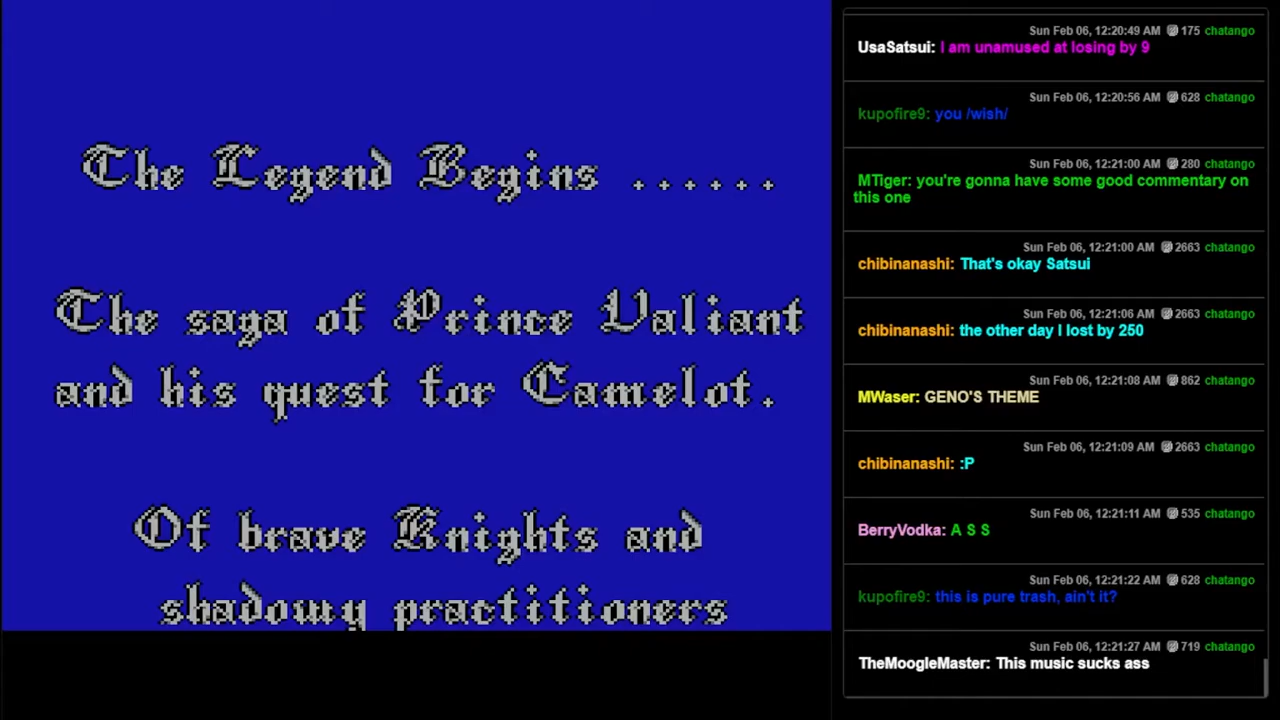 The Legend Begins ......
The saga of Prince Valiant
and his quest for Camelot.
Of brave Knights and
shadowy practitioners
Sun Feb 06, 12:20:49 AM 175 chatango
UsaSatsui: I am unamused at losing by 9
Sun Feb 06, 12:20:56 AM 628 chatango
kupofire9: you /wish/
Sun Feb 06, 12:21:00 AM 280 chatango
MTiger: you're gonna have some good commentary on
this one
Sun Feb 06, 12:21:00 AM 2663 chatango
chibinanashi: That's okay Satsui
Sun Feb 06, 12:21:06 AM 2663 chatango
chibinanashi: the other day I lost by 250
Sun Feb 06, 12:21:08 AM 862 chatango
MWaser: GENO'S THEME
Sun Feb 06, 12:21:09 AM 2663 chatango
chibinanashi: :P
Sun Feb 06, 12:21:11 AM 535 chatango
BerryVodka: A S S
Sun Feb 06, 12:21:22 AM 628 chatango
kupofire9: this is pure trash, ain't it?
Sun Feb 06, 12:21:27 AM 719 chatango
TheMoogleMaster: This music sucks ass